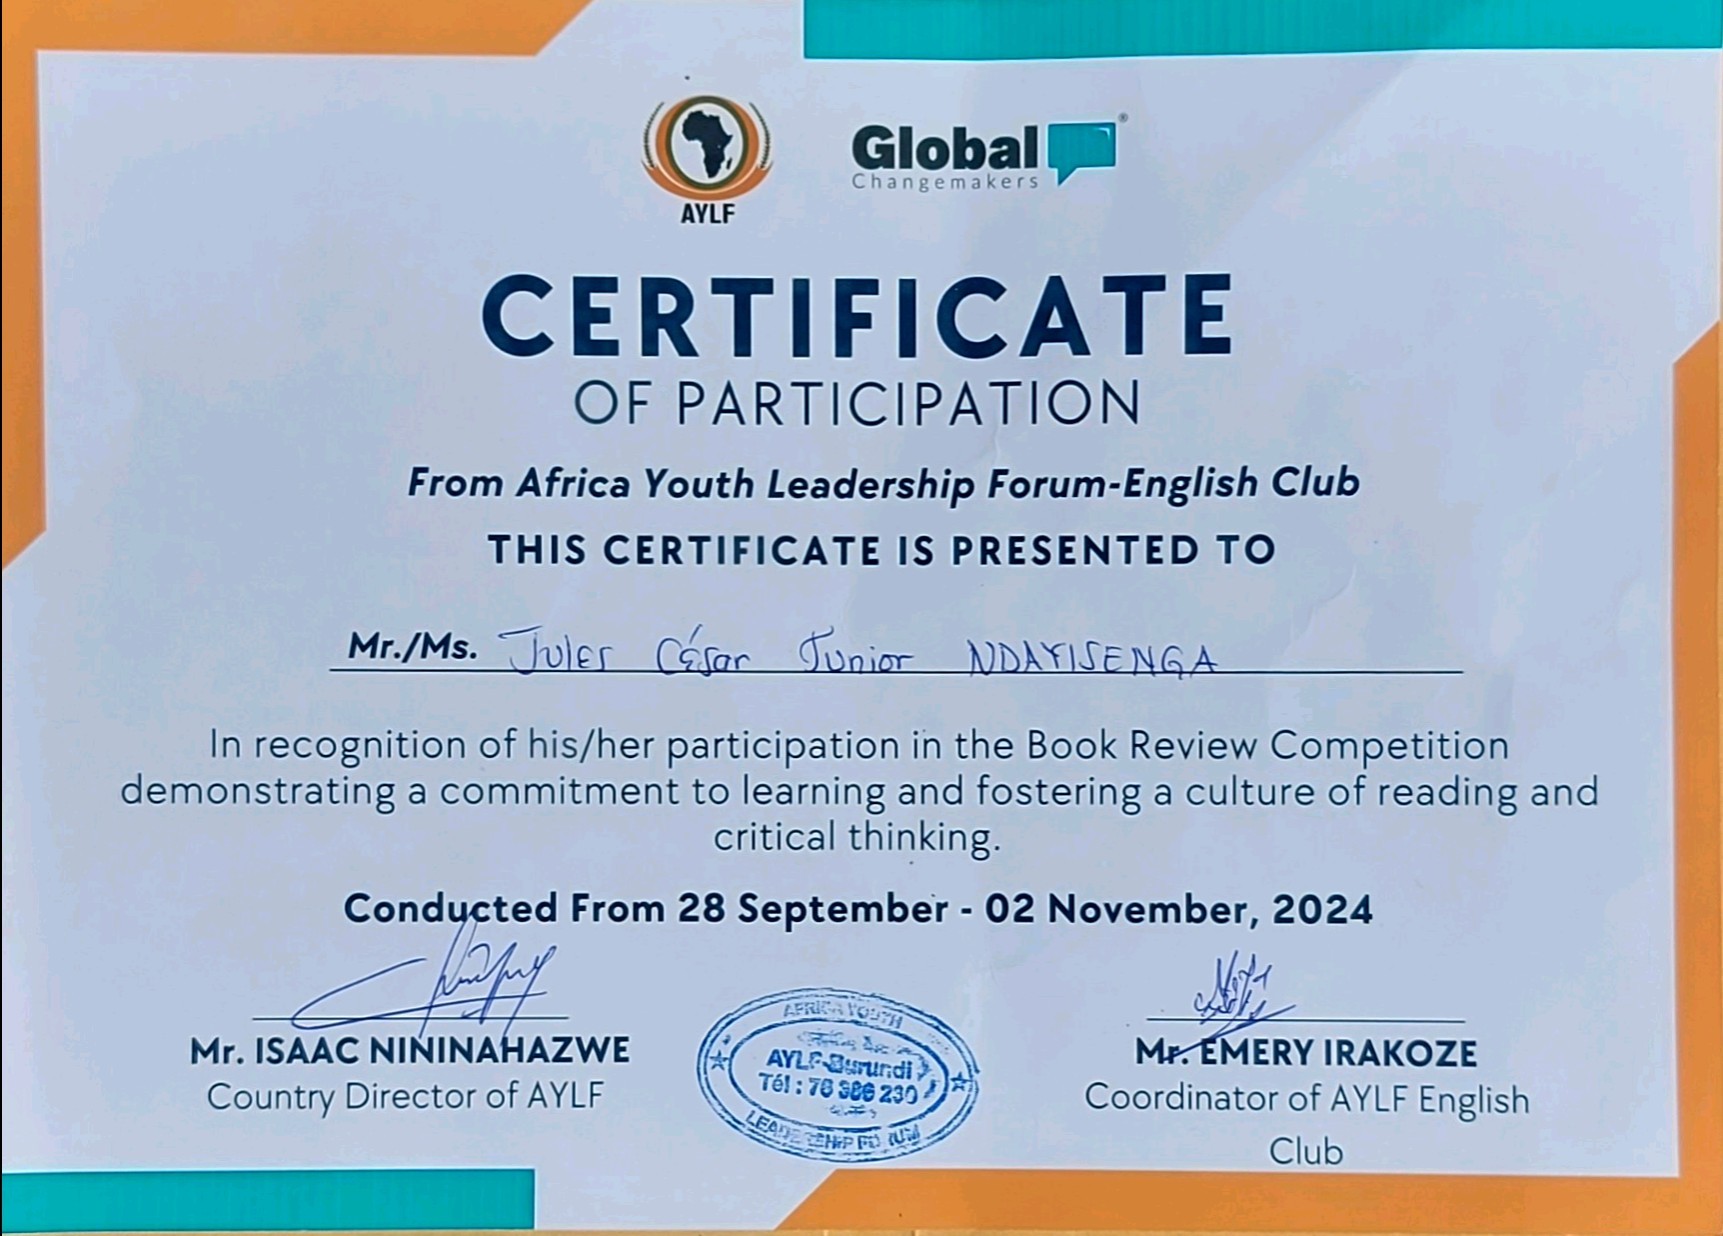 AYLF
Global
Changemakers
CERTIFICATE
OF PARTICIPATION
From Africa Youth Leadership Forum-English Club
THIS CERTIFICATE IS PRESENTED TO
Mr./Ms. Jules César Junior NDAYISENGA
In recognition of his/her participation in the Book Review Competition
demonstrating a commitment to learning and fostering a culture of reading and
critical thinking.
Conducted From 28 September - 02 November, 2024
Mr. ISAAC NININAHAZWE
Country Director of AYLF
AFRICA YOUTH
AYLF-Burundi
Tél : 76 386 230
LEADERSHIP FORUM
Mr. EMERY IRAKOZE
Coordinator of AYLF English
Club